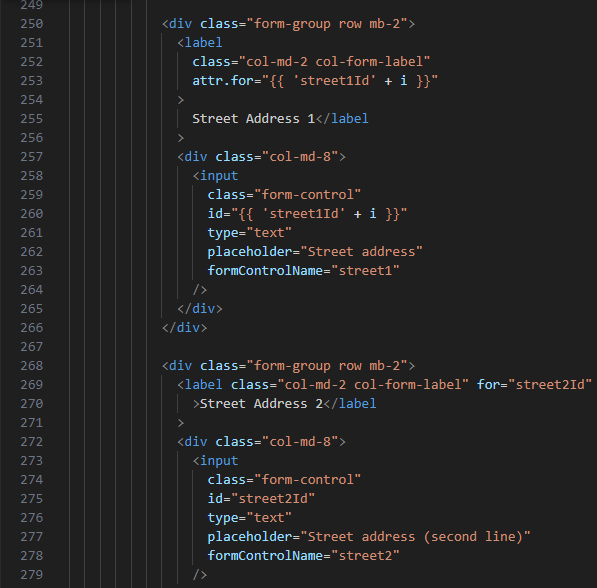 249
250 <div class="form-group row mb-2">
251 <label
252 class="col-md-2 col-form-label"
253 attr.for="{{ 'street1Id' + i }}"
254 >
255 Street Address 1</label
256 >
257 <div class="col-md-8">
258 <input
259 class="form-control"
260 id="{{ 'street1Id' + i }}"
261 type="text"
262 placeholder="Street address"
263 formControlName="street1"
264 />
265 </div>
266 </div>
267
268 <div class="form-group row mb-2">
269 <label class="col-md-2 col-form-label" for="street2Id"
270 >Street Address 2</label
271 >
272 <div class="col-md-8">
273 <input
274 class="form-control"
275 id="street2Id"
276 type="text"
277 placeholder="Street address (second line)"
278 formControlName="street2"
279 />